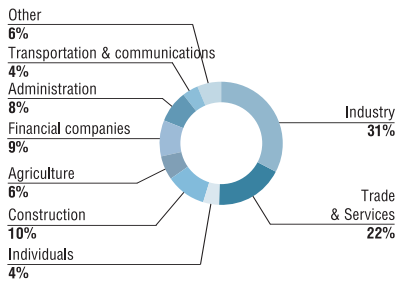 Other
6%
Transportation & communications
4%
Administration
8%
Financial companies
9%
Agriculture
6%
Construction
10%
Individuals
4%
Industry
31%
Trade
& Services
22%